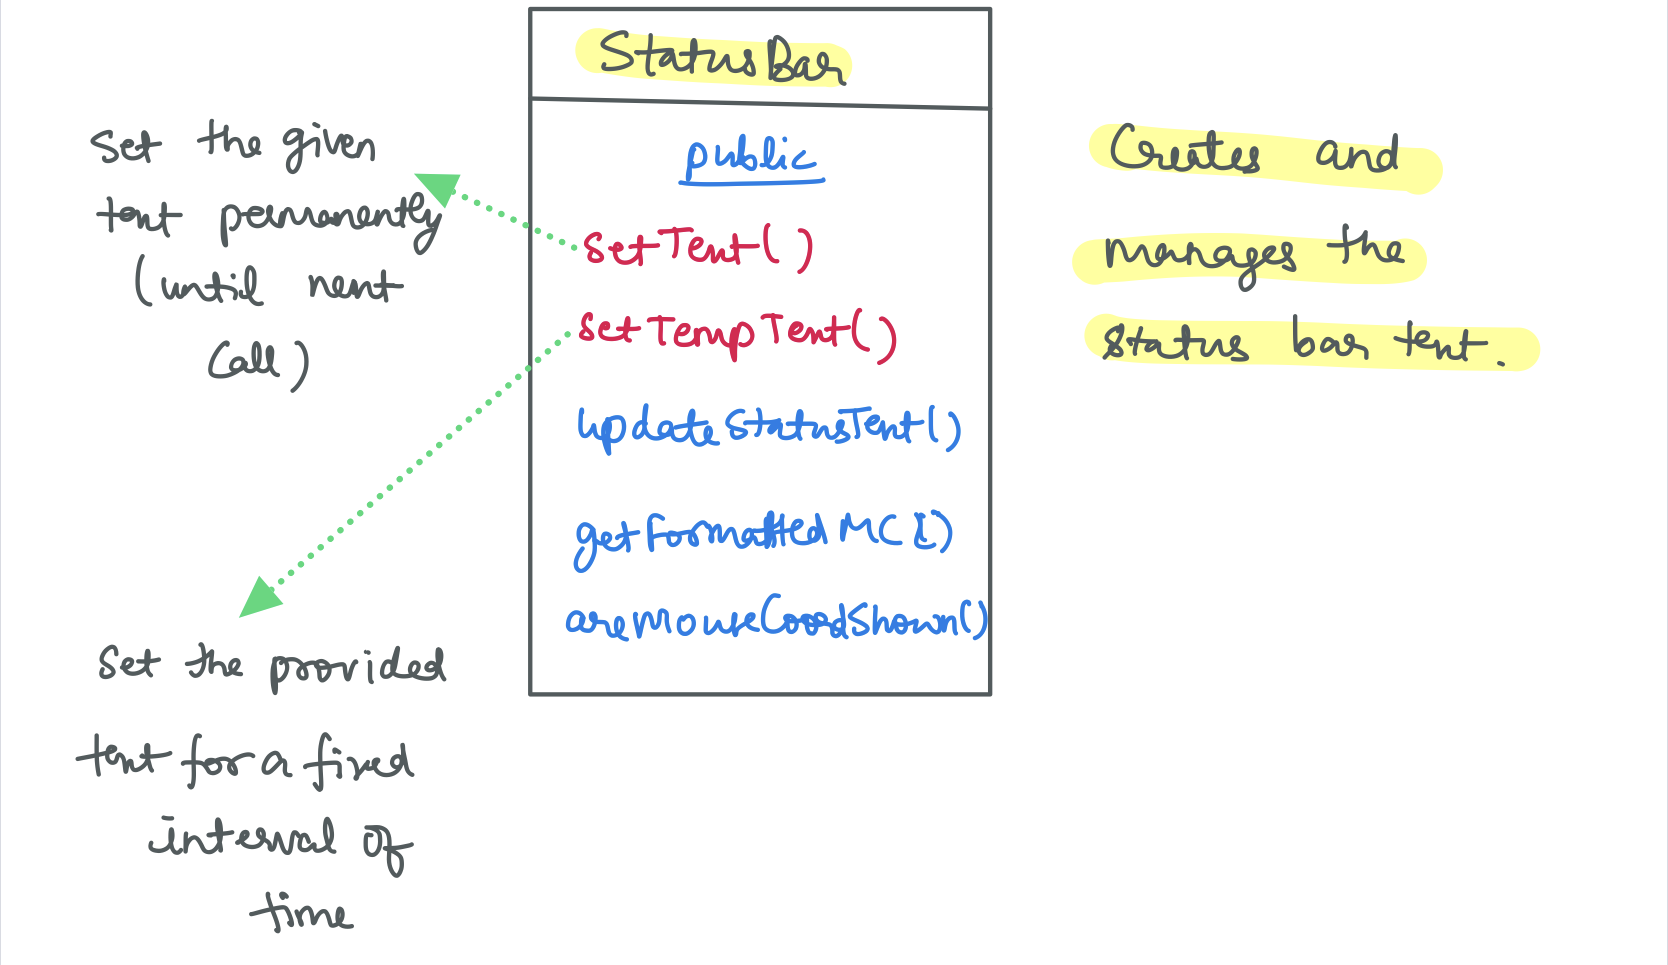 StatusBar
public
setText()
setTempText()
updateStatusText()
getFormattedMC()
areMouseCoordShown()
Set the given
text permanently
(until next
call)
Set the provided
text for a fixed
interval of
time
Creates and
manages the
status bar text.